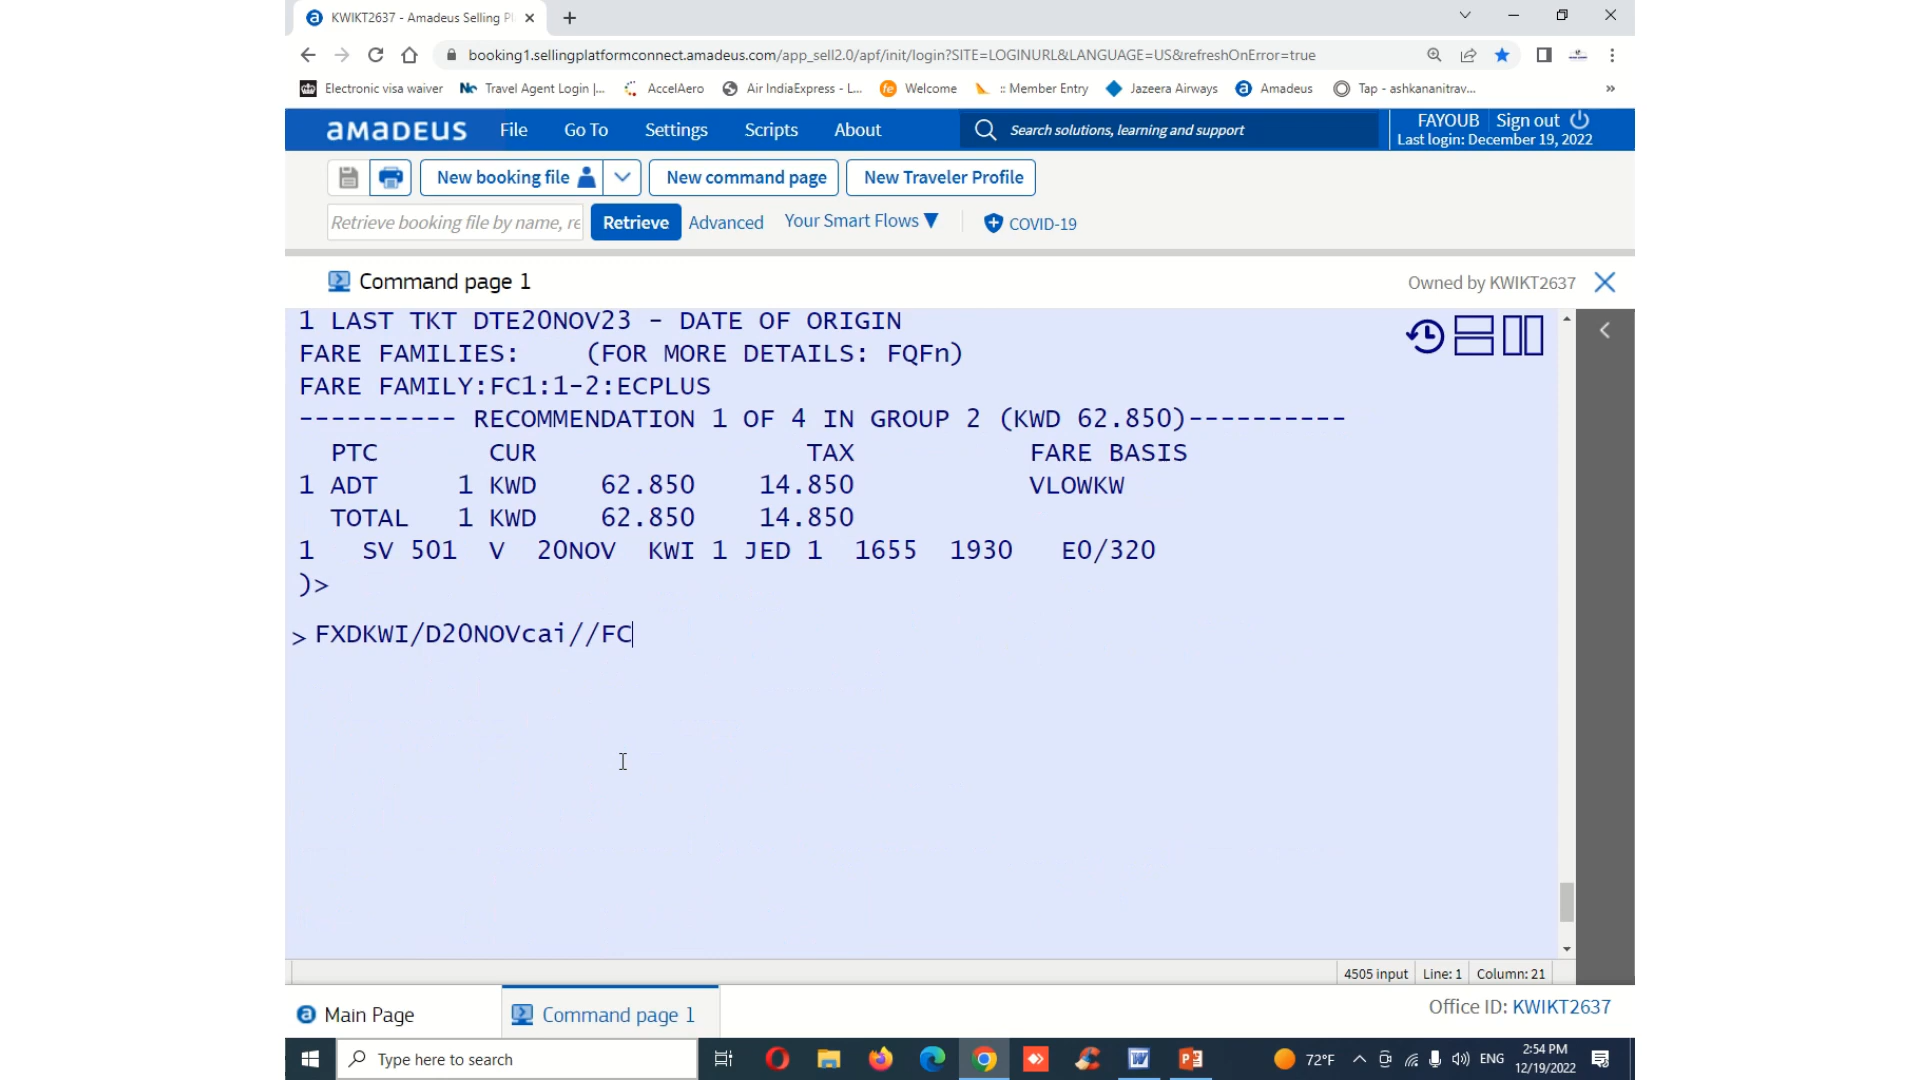 KWIKT2637 - Amadeus Selling Pl
booking1.sellingplatformconnect.amadeus.com/app_sell2.0/apf/init/login?SITE=LOGINURL&LANGUAGE=US&refreshOnError=true
Electronic visa waiver Travel Agent Login |... AccelAero Air IndiaExpress - L... Welcome :: Member Entry Jazeera Airways Amadeus Tap - ashkananitrav... »
amadeus File Go To Settings Scripts About Search solutions, learning and support FAYOUB Sign out
Last login: December 19, 2022
New booking file New command page New Traveler Profile
Retrieve booking file by name, re Retrieve Advanced Your Smart Flows COVID-19
Command page 1 Owned by KWIKT2637
1 LAST TKT DTE20NOV23 - DATE OF ORIGIN
FARE FAMILIES: (FOR MORE DETAILS: FQFn)
FARE FAMILY:FC1:1-2:ECPLUS
---------- RECOMMENDATION 1 OF 4 IN GROUP 2 (KWD 62.850)----------
PTC CUR TAX FARE BASIS
1 ADT 1 KWD 62.850 14.850 VLOWKW
TOTAL 1 KWD 62.850 14.850
1 SV 501 V 20NOV KWI 1 JED 1 1655 1930 E0/320
)>
> FXDKWI/D20NOVcai//FC
4505 input Line: 1 Column: 21
Main Page Command page 1 Office ID: KWIKT2637
Type here to search 72°F ENG 2:54 PM
12/19/2022